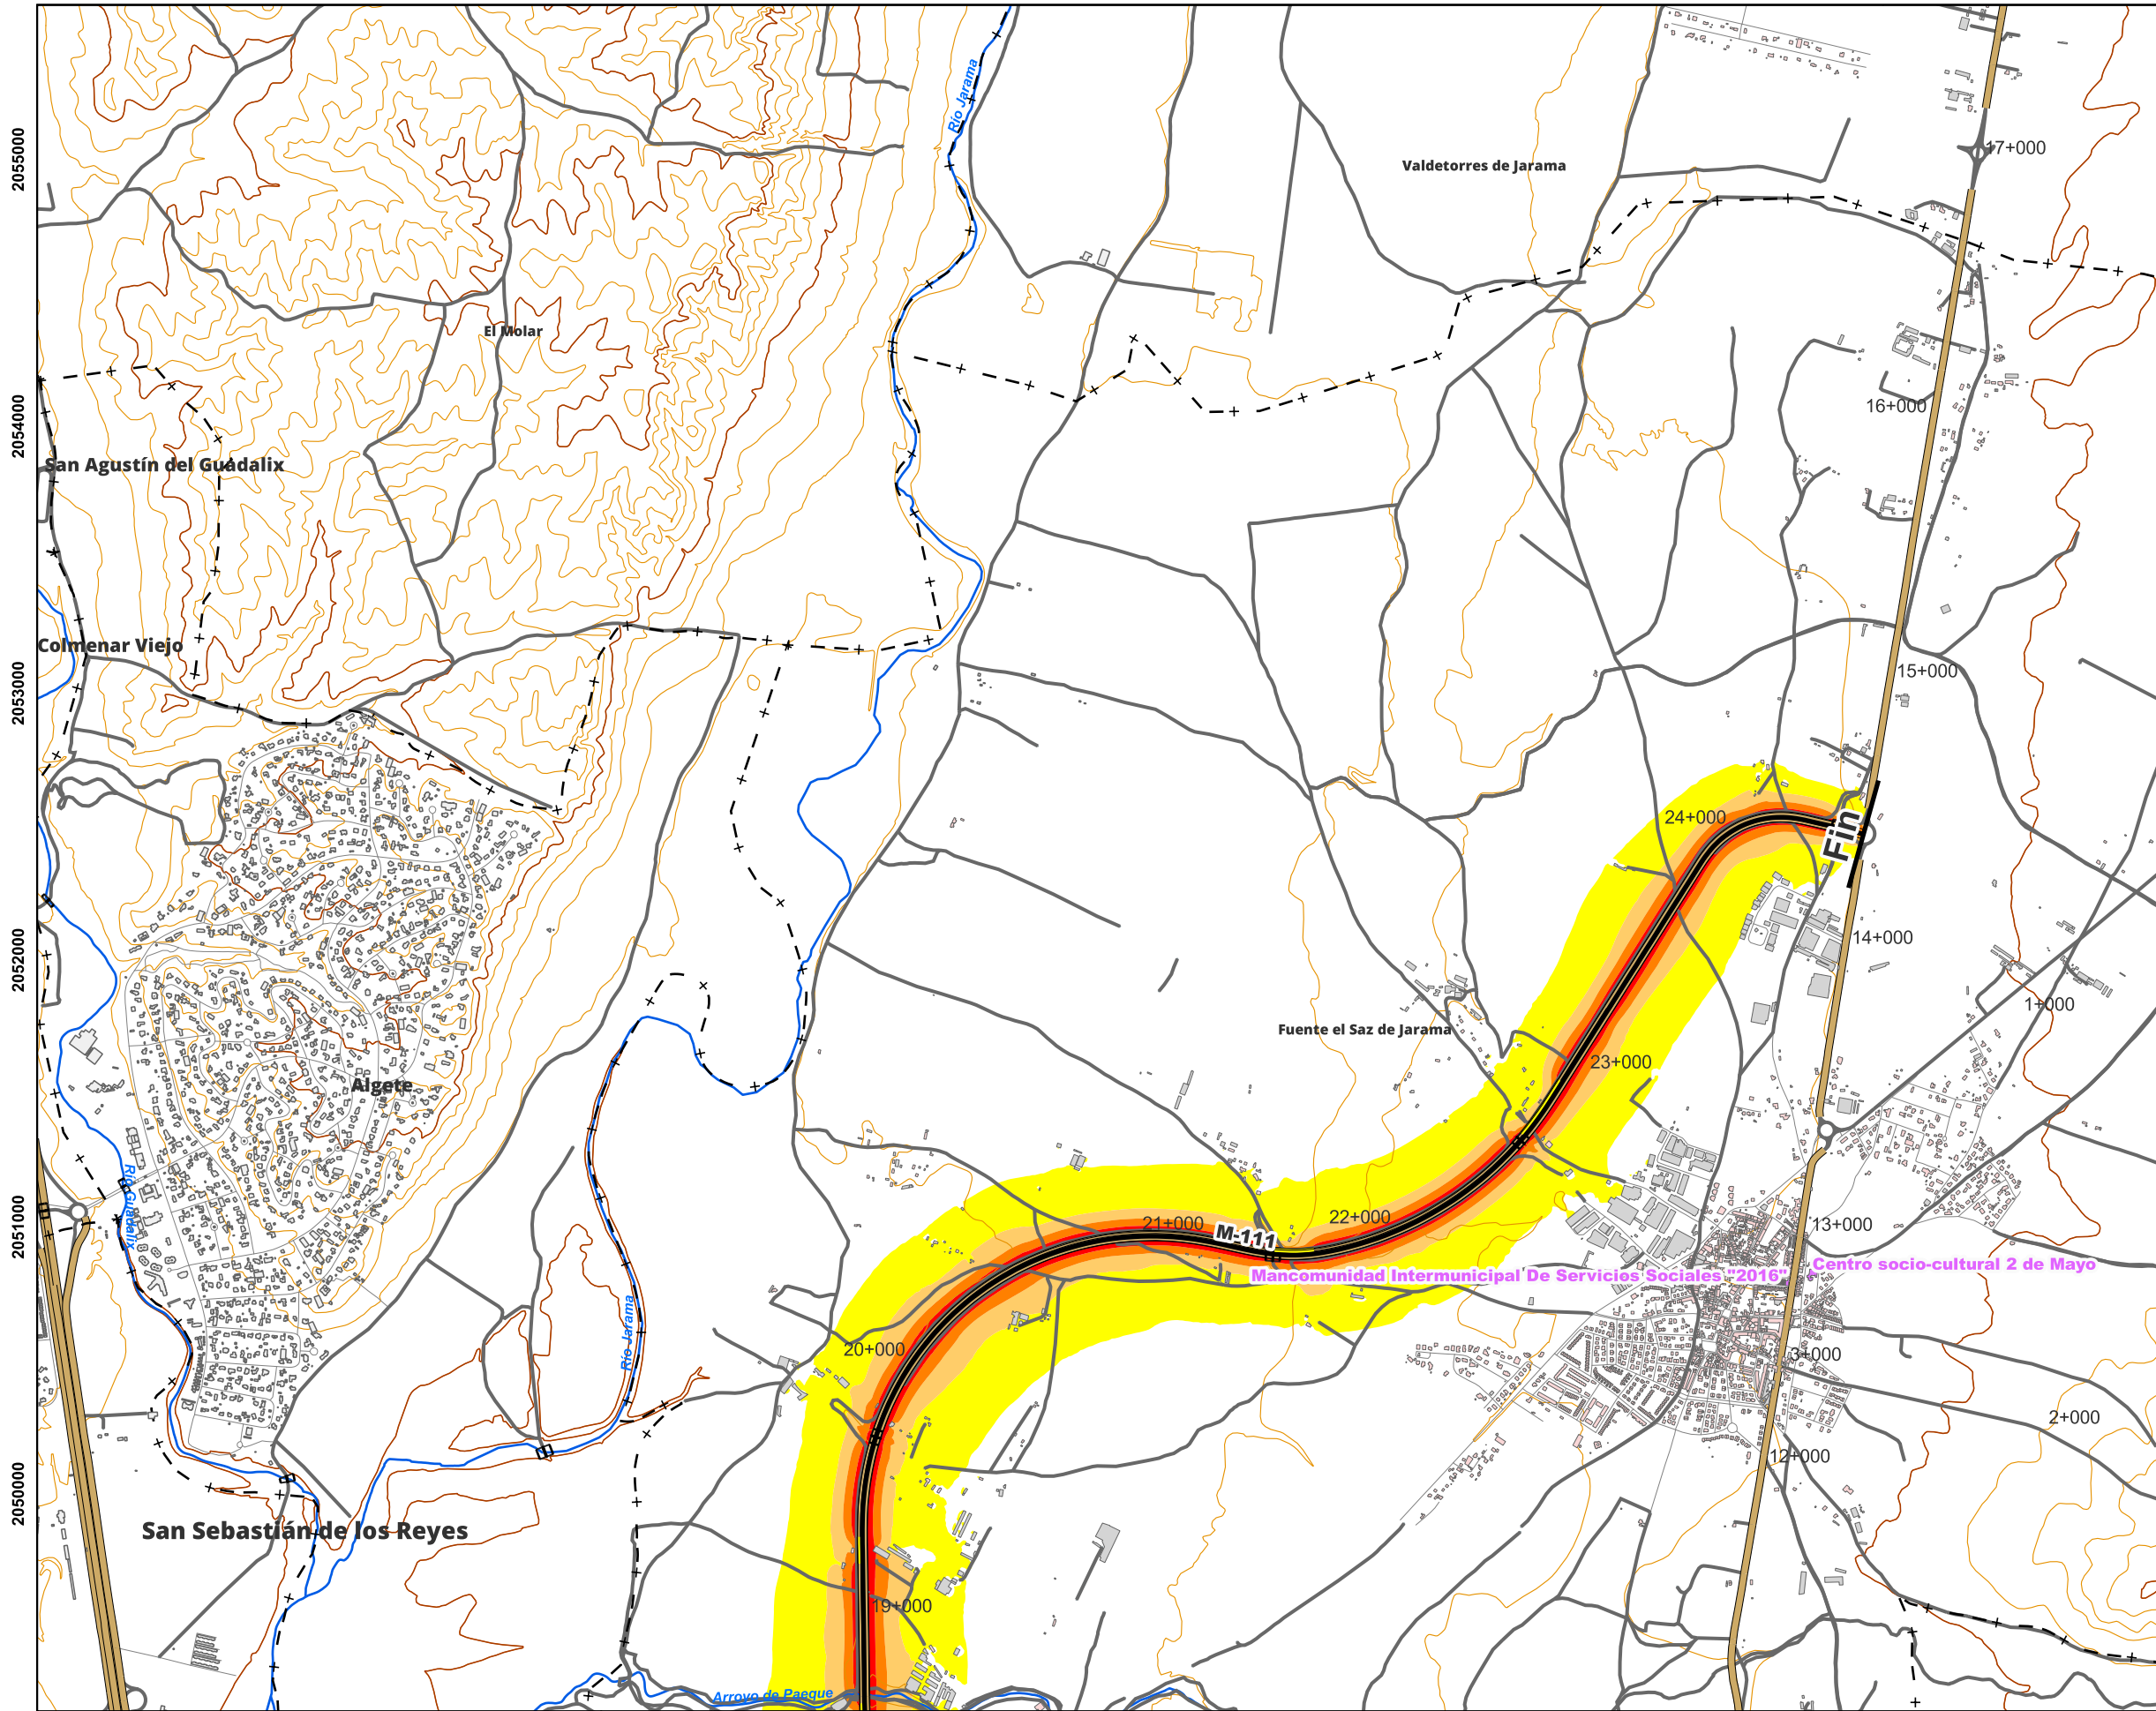 Río Jarama
2055000
17+000
Valdetorres de Jarama
El Molar
2054000
16+000
San Agustín del Guadalix
Colmenar Viejo
2053000
15+000
24+000
Fin
2052000
14+000
1+000
Fuente el Saz de Jarama
23+000
Algete
Río Guadalix
2051000
21+000
22+000
13+000
M-111
Mancomunidad Intermunicipal De Servicios Sociales "2016"
Centro socio-cultural 2 de Mayo
Río Jarama
20+000
3+000
2+000
12+000
2050000
San Sebastián de los Reyes
19+000
Arroyo de Paeque